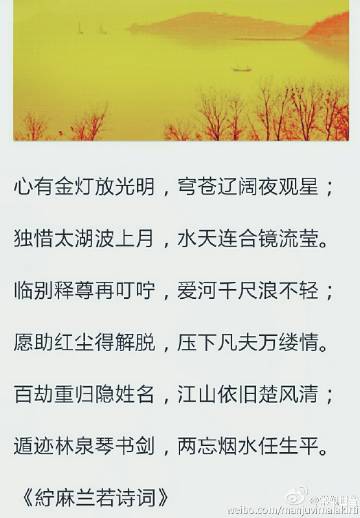 心有金灯放光明，穹苍辽阔夜观星；
独惜太湖波上月，水天连合镜流莹。
临别释尊再叮咛，爱河千尺浪不轻；
愿助红尘得解脱，压下凡夫万缕情。
百劫重归隐姓名，江山依旧楚风清；
遁迹林泉琴书剑，两忘烟水任生平。
《紵麻兰若诗词》
weibo.com/manjuvimalakirti